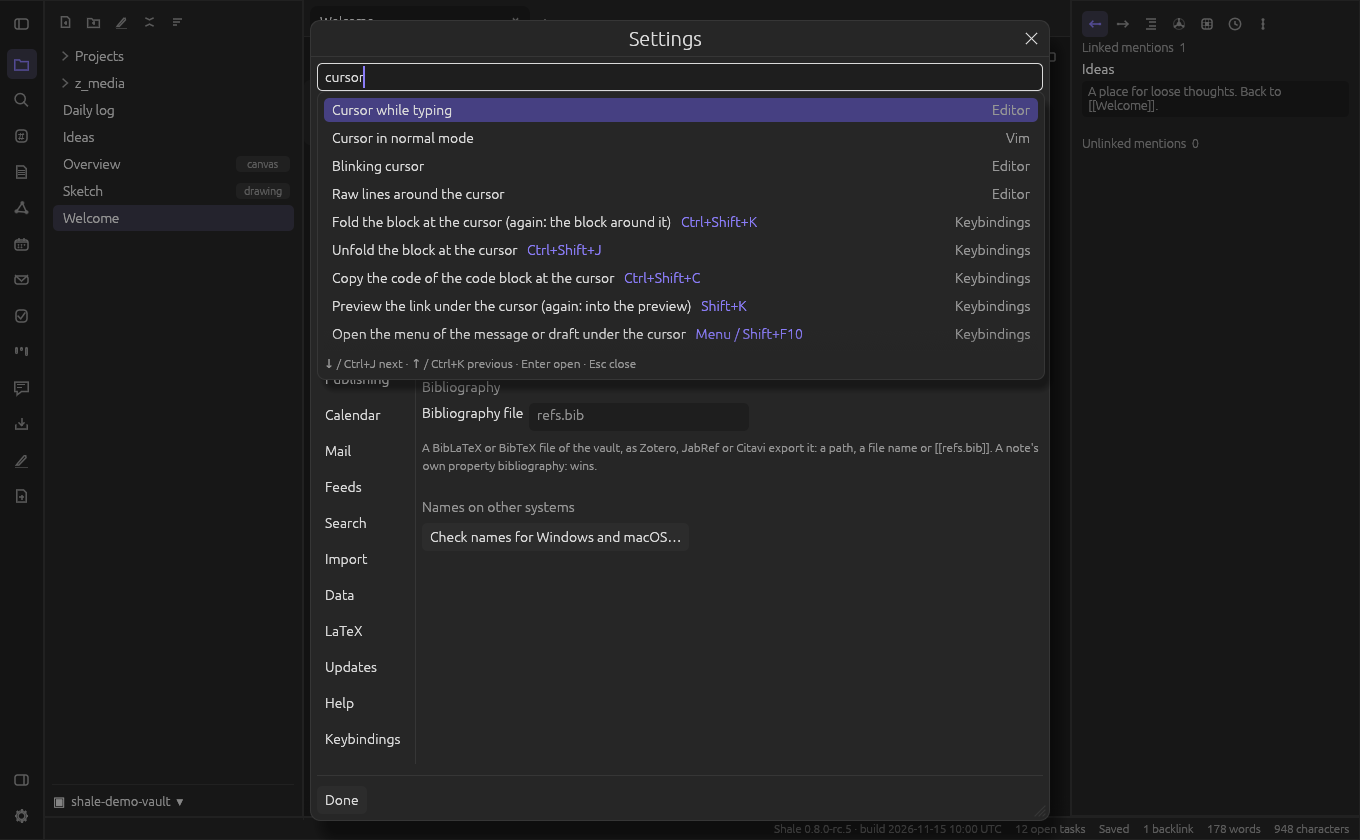 Settings
cursor
Cursor while typing Editor
Cursor in normal mode Vim
Blinking cursor Editor
Raw lines around the cursor Editor
Fold the block at the cursor (again: the block around it) Ctrl+Shift+K Keybindings
Unfold the block at the cursor Ctrl+Shift+J Keybindings
Copy the code of the code block at the cursor Ctrl+Shift+C Keybindings
Preview the link under the cursor (again: into the preview) Shift+K Keybindings
Open the menu of the message or draft under the cursor Menu / Shift+F10 Keybindings
↓ / Ctrl+J next · ↑ / Ctrl+K previous · Enter open · Esc close
Publishing
Calendar
Mail
Feeds
Search
Import
Data
LaTeX
Updates
Help
Keybindings
Bibliography
Bibliography file refs.bib
A BibLaTeX or BibTeX file of the vault, as Zotero, JabRef or Citavi export it: a path, a file name or [[refs.bib]]. A note's
own property bibliography: wins.
Names on other systems
Check names for Windows and macOS…
Done
Projects
z_media
Daily log
Ideas
Overview canvas
Sketch drawing
Welcome
shale-demo-vault ▾
Welcome
Linked mentions 1
Ideas
A place for loose thoughts. Back to
[[Welcome]].
Unlinked mentions 0
Shale 0.8.0-rc.5 · build 2026-11-15 10:00 UTC 12 open tasks Saved 1 backlink 178 words 948 characters